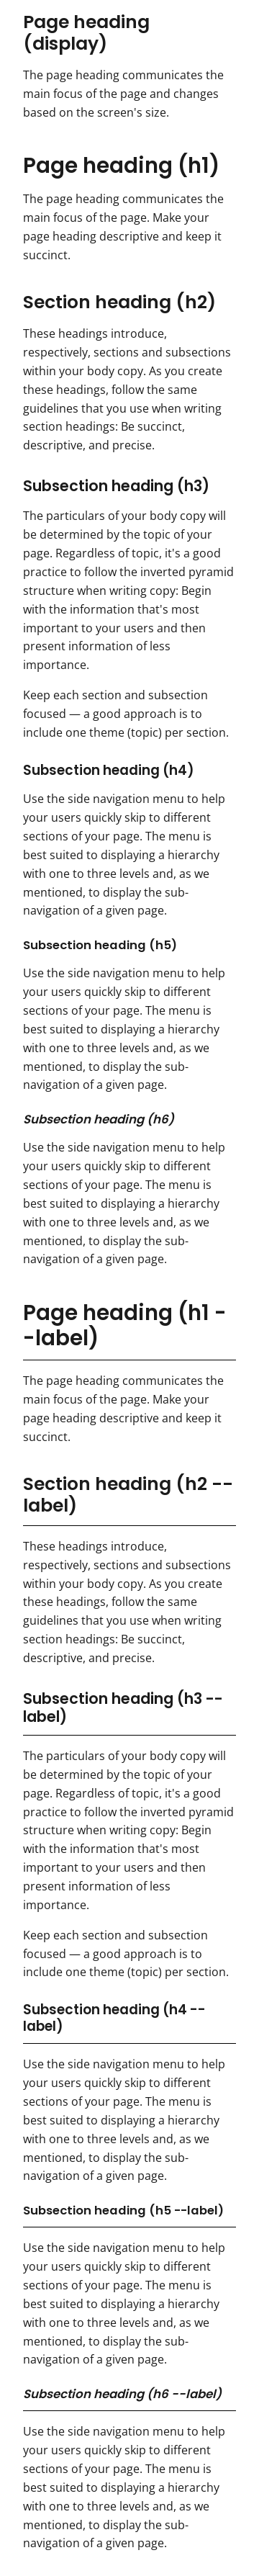 Page heading
(display)
The page heading communicates the
main focus of the page and changes
based on the screen's size.
Page heading (h1)
The page heading communicates the
main focus of the page. Make your
page heading descriptive and keep it
succinct.
Section heading (h2)
These headings introduce,
respectively, sections and subsections
within your body copy. As you create
these headings, follow the same
guidelines that you use when writing
section headings: Be succinct,
descriptive, and precise.
Subsection heading (h3)
The particulars of your body copy will
be determined by the topic of your
page. Regardless of topic, it's a good
practice to follow the inverted pyramid
structure when writing copy: Begin
with the information that's most
important to your users and then
present information of less
importance.
Keep each section and subsection
focused — a good approach is to
include one theme (topic) per section.
Subsection heading (h4)
Use the side navigation menu to help
your users quickly skip to different
sections of your page. The menu is
best suited to displaying a hierarchy
with one to three levels and, as we
mentioned, to display the sub-
navigation of a given page.
Subsection heading (h5)
Use the side navigation menu to help
your users quickly skip to different
sections of your page. The menu is
best suited to displaying a hierarchy
with one to three levels and, as we
mentioned, to display the sub-
navigation of a given page.
Subsection heading (h6)
Use the side navigation menu to help
your users quickly skip to different
sections of your page. The menu is
best suited to displaying a hierarchy
with one to three levels and, as we
mentioned, to display the sub-
navigation of a given page.
Page heading (h1 -
-label)
The page heading communicates the
main focus of the page. Make your
page heading descriptive and keep it
succinct.
Section heading (h2 --
label)
These headings introduce,
respectively, sections and subsections
within your body copy. As you create
these headings, follow the same
guidelines that you use when writing
section headings: Be succinct,
descriptive, and precise.
Subsection heading (h3 --
label)
The particulars of your body copy will
be determined by the topic of your
page. Regardless of topic, it's a good
practice to follow the inverted pyramid
structure when writing copy: Begin
with the information that's most
important to your users and then
present information of less
importance.
Keep each section and subsection
focused — a good approach is to
include one theme (topic) per section.
Subsection heading (h4 --
label)
Use the side navigation menu to help
your users quickly skip to different
sections of your page. The menu is
best suited to displaying a hierarchy
with one to three levels and, as we
mentioned, to display the sub-
navigation of a given page.
Subsection heading (h5 --label)
Use the side navigation menu to help
your users quickly skip to different
sections of your page. The menu is
best suited to displaying a hierarchy
with one to three levels and, as we
mentioned, to display the sub-
navigation of a given page.
Subsection heading (h6 --label)
Use the side navigation menu to help
your users quickly skip to different
sections of your page. The menu is
best suited to displaying a hierarchy
with one to three levels and, as we
mentioned, to display the sub-
navigation of a given page.